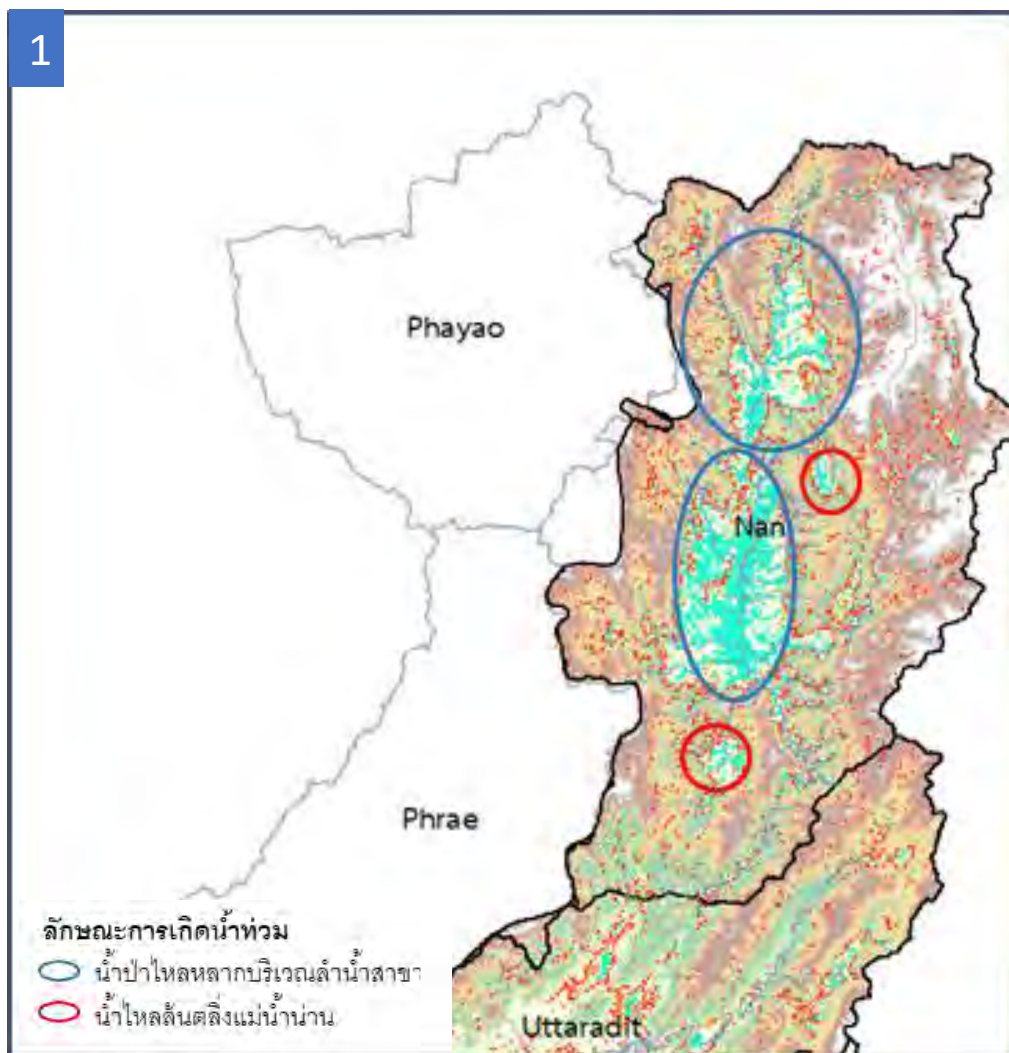 1
Phayao
Nan
Phrae
ลักษณะการเกิดน้ำท่วม
น้ำป่าไหลหลากบริเวณลำน้ำสาขา
น้ำไหลล้นตลิ่งแม่น้ำน่าน
Uttaradit